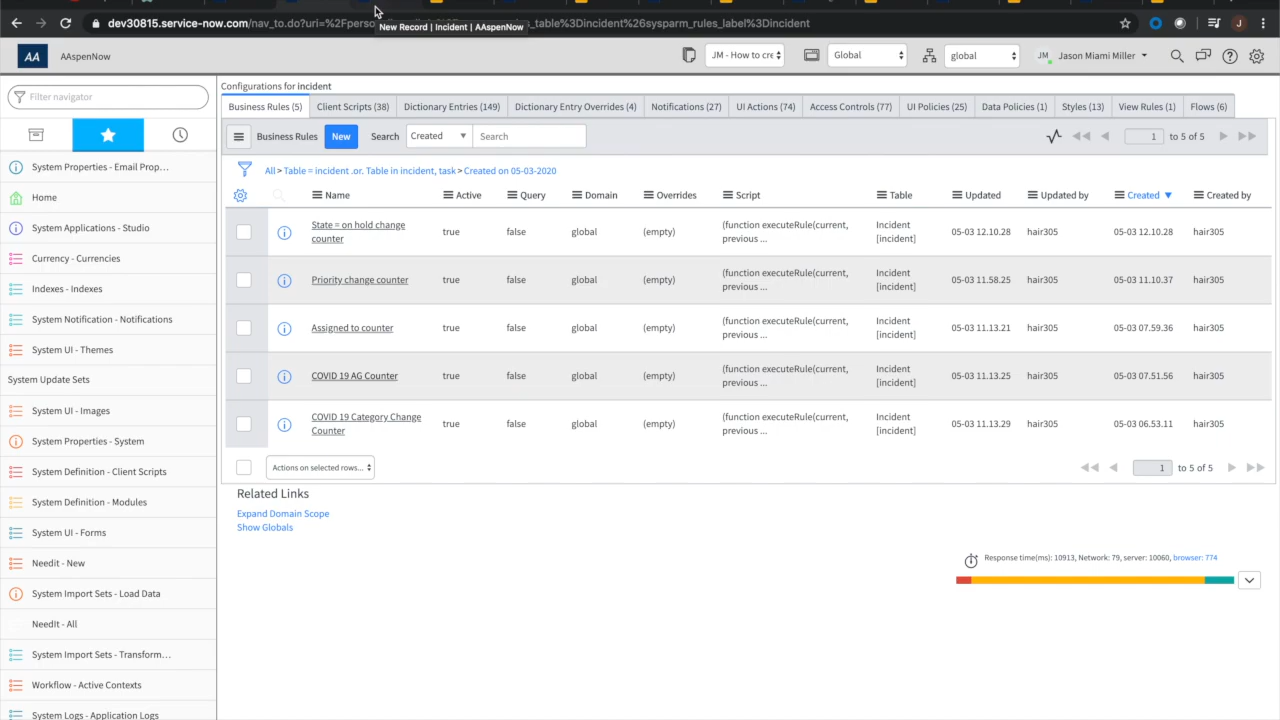 dev30815.service-now.com/nav_to.do?uri=%2Fperso
_table%3Dincident%26sysparm_rules_label%3Dincident
New Record | Incident | AAspenNow
J
AA
AAspenNow
JM - How to cre
Global
global
JM
Jason Miami Miller
Filter navigator
Configurations for incident
Business Rules (5)
Client Scripts (38)
Dictionary Entries (149)
Dictionary Entry Overrides (4)
Notifications (27)
UI Actions (74)
Access Controls (77)
UI Policies (25)
Data Policies (1)
Styles (13)
View Rules (1)
Flows (6)
Business Rules
New
Search
Created
Search
1
to 5 of 5
All > Table = incident .or. Table in incident, task > Created on 05-03-2020
Name
Active
Query
Domain
Overrides
Script
Table
Updated
Updated by
Created
Created by
State = on hold change
counter
true
false
global
(empty)
(function executeRule(current,
previous ...
Incident
[incident]
05-03 12.10.28
hair305
05-03 12.10.28
hair305
Priority change counter
true
false
global
(empty)
(function executeRule(current,
previous ...
Incident
[incident]
05-03 11.58.25
hair305
05-03 11.10.37
hair305
Assigned to counter
true
false
global
(empty)
(function executeRule(current,
previous ...
Incident
[incident]
05-03 11.13.21
hair305
05-03 07.59.36
hair305
COVID 19 AG Counter
true
false
global
(empty)
(function executeRule(current,
previous ...
Incident
[incident]
05-03 11.13.25
hair305
05-03 07.51.56
hair305
COVID 19 Category Change
Counter
true
false
global
(empty)
(function executeRule(current,
previous ...
Incident
[incident]
05-03 11.13.29
hair305
05-03 06.53.11
hair305
Actions on selected rows...
1
to 5 of 5
Related Links
Expand Domain Scope
Show Globals
Response time(ms): 10913, Network: 79, server: 10060, browser: 774
System Properties - Email Prop...
Home
System Applications - Studio
Currency - Currencies
Indexes - Indexes
System Notification - Notifications
System UI - Themes
System Update Sets
System UI - Images
System Properties - System
System Definition - Client Scripts
System Definition - Modules
System UI - Forms
Needit - New
System Import Sets - Load Data
NeedIt - All
System Import Sets - Transform...
Workflow - Active Contexts
System Logs - Application Logs